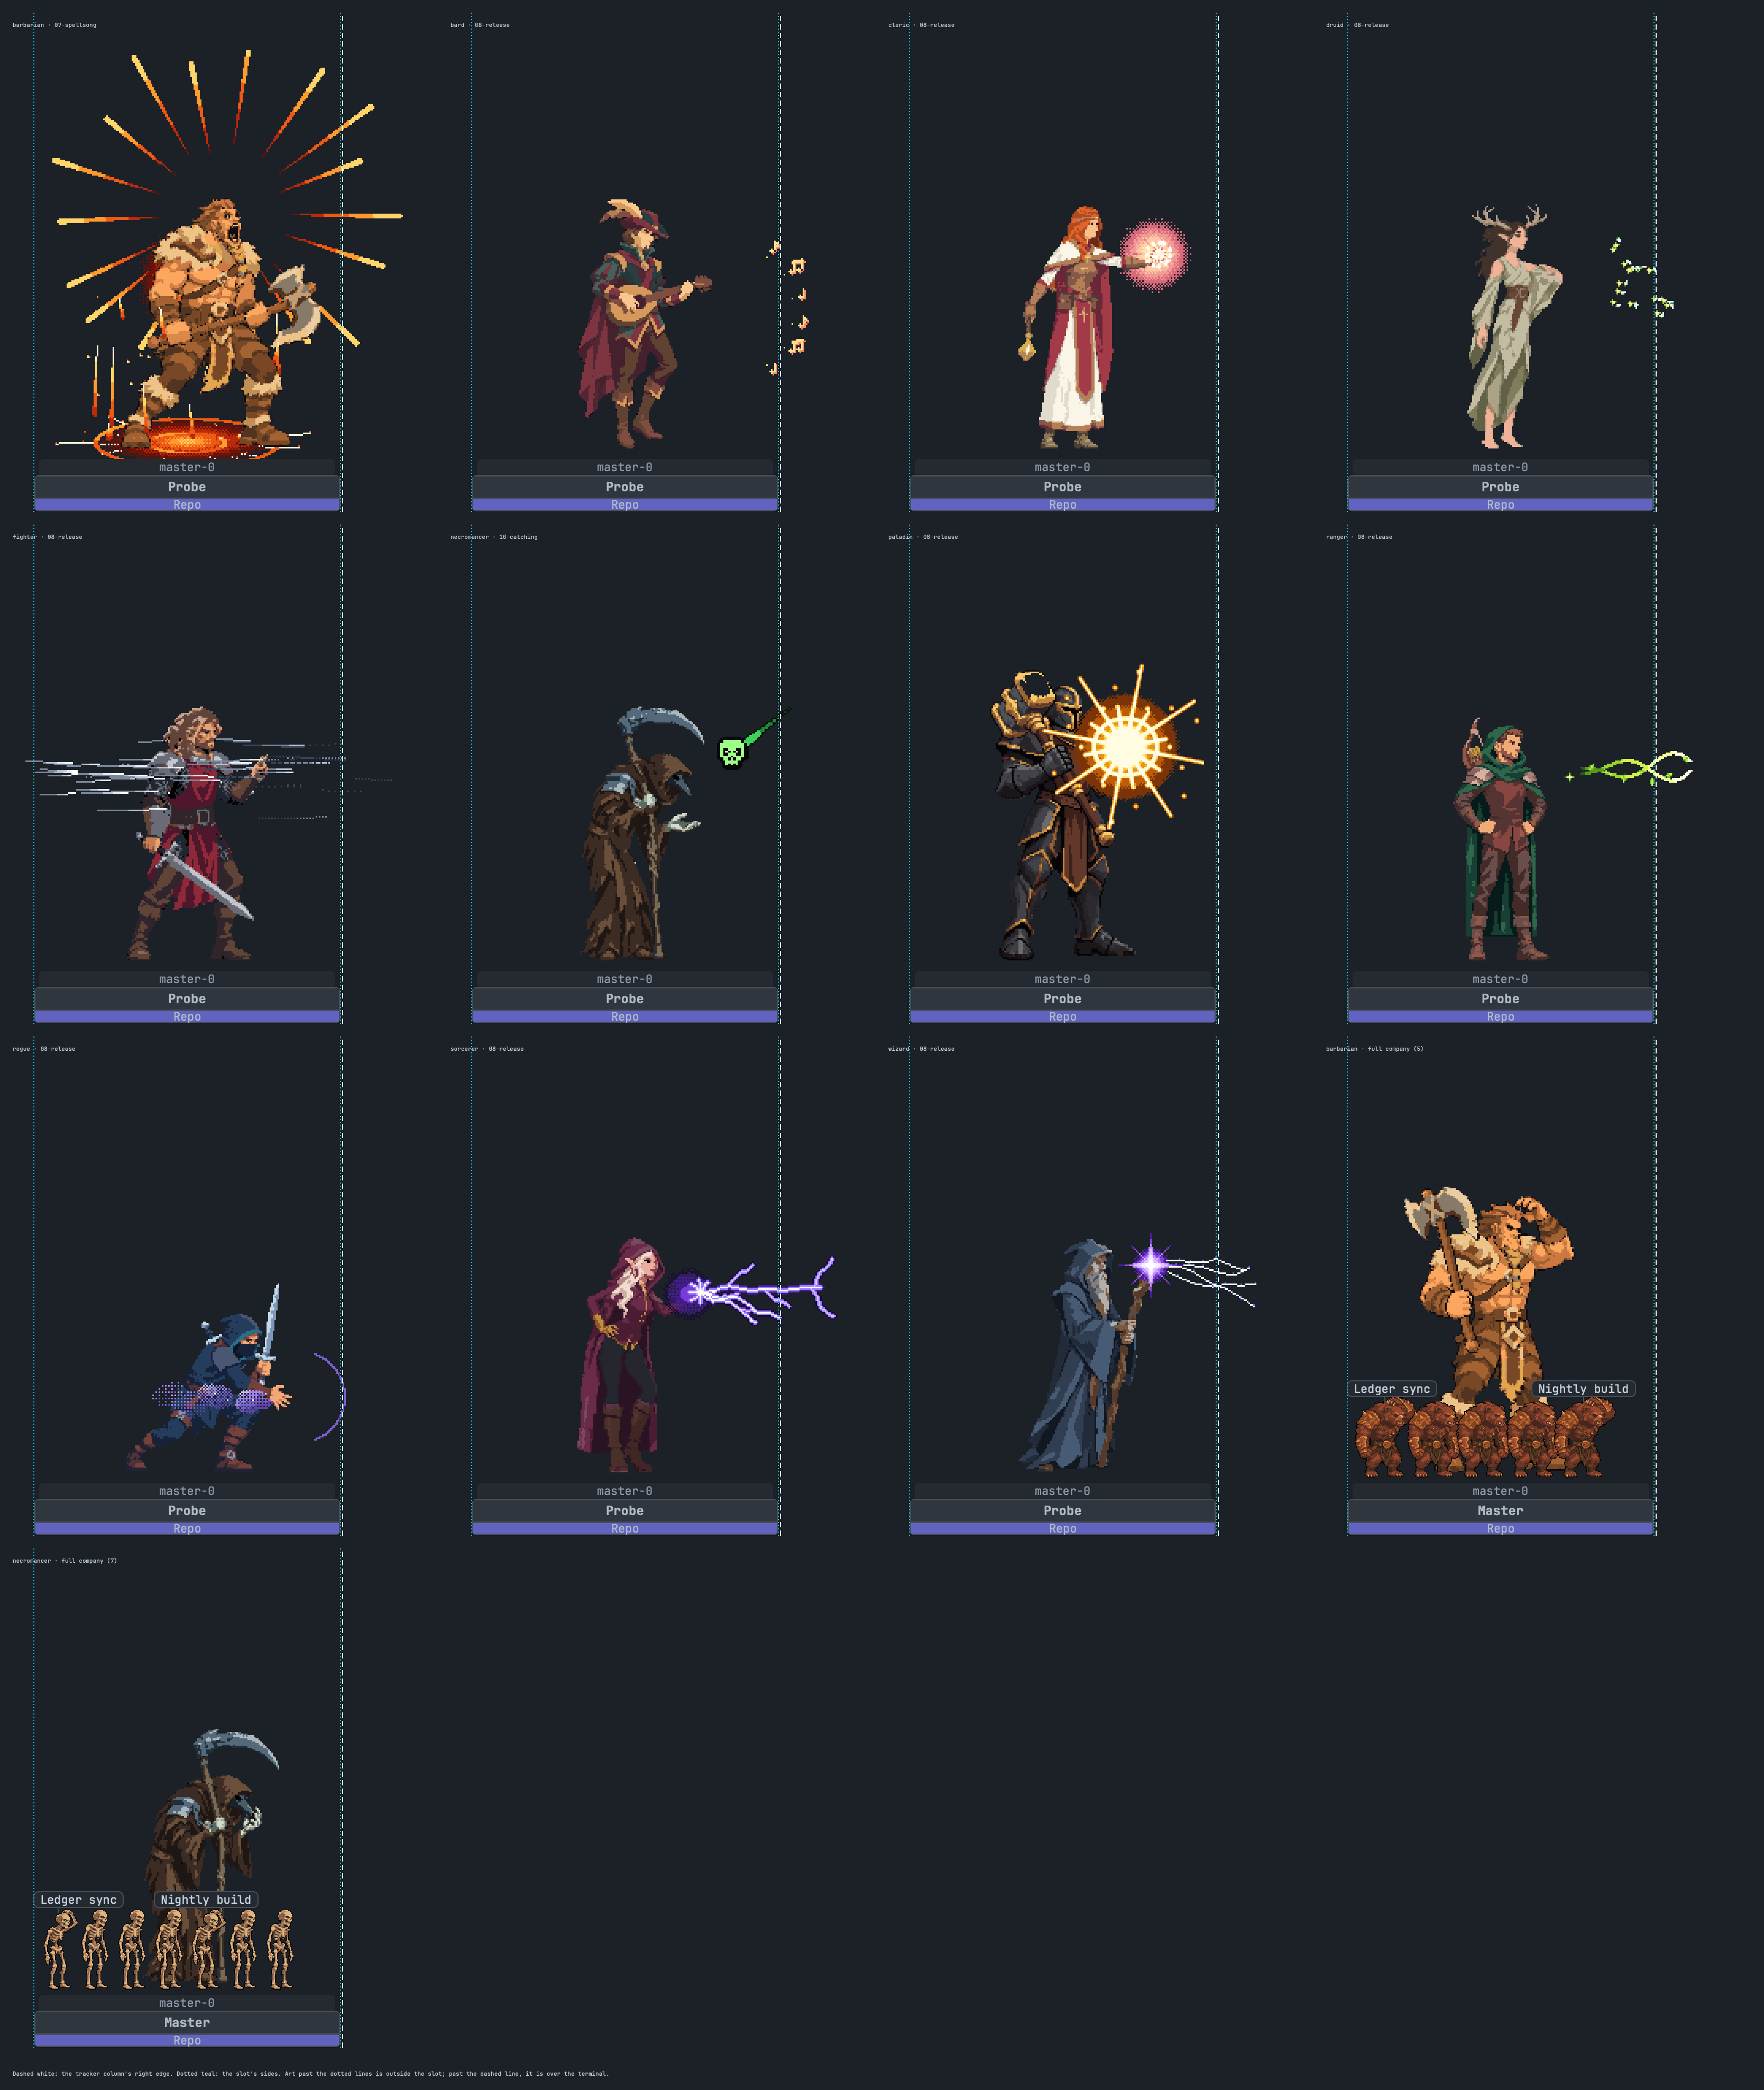 barbarian · 07-spellsong
bard · 08-release
cleric · 08-release
druid · 08-release
master-0
Probe
Repo
master-0
Probe
Repo
master-0
Probe
Repo
master-0
Probe
Repo
fighter · 08-release
necromancer · 10-catching
paladin · 08-release
ranger · 08-release
master-0
Probe
Repo
master-0
Probe
Repo
master-0
Probe
Repo
master-0
Probe
Repo
rogue · 08-release
sorcerer · 08-release
wizard · 08-release
barbarian · full company (5)
Ledger sync
Nightly build
master-0
Probe
Repo
master-0
Probe
Repo
master-0
Probe
Repo
master-0
Master
Repo
necromancer · full company (7)
Ledger sync
Nightly build
master-0
Master
Repo
Dashed white: the tracker column's right edge. Dotted teal: the slot's sides. Art past the dotted lines is outside the slot; past the dashed line, it is over the terminal.